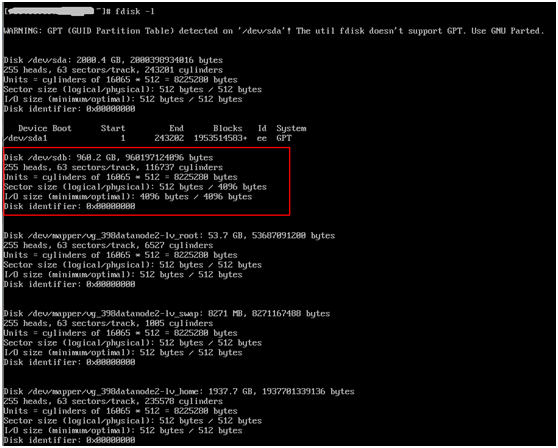 [ ~]# fdisk -l
WARNING: GPT (GUID Partition Table) detected on '/dev/sda'! The util fdisk doesn't support GPT. Use GNU Parted.
Disk /dev/sda: 2000.4 GB, 2000398934016 bytes
255 heads, 63 sectors/track, 243201 cylinders
Units = cylinders of 16065 * 512 = 8225280 bytes
Sector size (logical/physical): 512 bytes / 512 bytes
I/O size (minimum/optimal): 512 bytes / 512 bytes
Disk identifier: 0x00000000
Device Boot Start End Blocks Id System
/dev/sda1 1 243202 1953514583+ ee GPT
Disk /dev/sdb: 960.2 GB, 960197124096 bytes
255 heads, 63 sectors/track, 116737 cylinders
Units = cylinders of 16065 * 512 = 8225280 bytes
Sector size (logical/physical): 512 bytes / 4096 bytes
I/O size (minimum/optimal): 4096 bytes / 4096 bytes
Disk identifier: 0x00000000
Disk /dev/mapper/vg_398datanode2-lv_root: 53.7 GB, 53687091200 bytes
255 heads, 63 sectors/track, 6527 cylinders
Units = cylinders of 16065 * 512 = 8225280 bytes
Sector size (logical/physical): 512 bytes / 512 bytes
I/O size (minimum/optimal): 512 bytes / 512 bytes
Disk identifier: 0x00000000
Disk /dev/mapper/vg_398datanode2-lv_swap: 8271 MB, 8271167488 bytes
255 heads, 63 sectors/track, 1005 cylinders
Units = cylinders of 16065 * 512 = 8225280 bytes
Sector size (logical/physical): 512 bytes / 512 bytes
I/O size (minimum/optimal): 512 bytes / 512 bytes
Disk identifier: 0x00000000
Disk /dev/mapper/vg_398datanode2-lv_home: 1937.7 GB, 1937701339136 bytes
255 heads, 63 sectors/track, 235578 cylinders
Units = cylinders of 16065 * 512 = 8225280 bytes
Sector size (logical/physical): 512 bytes / 512 bytes
I/O size (minimum/optimal): 512 bytes / 512 bytes
Disk identifier: 0x00000000